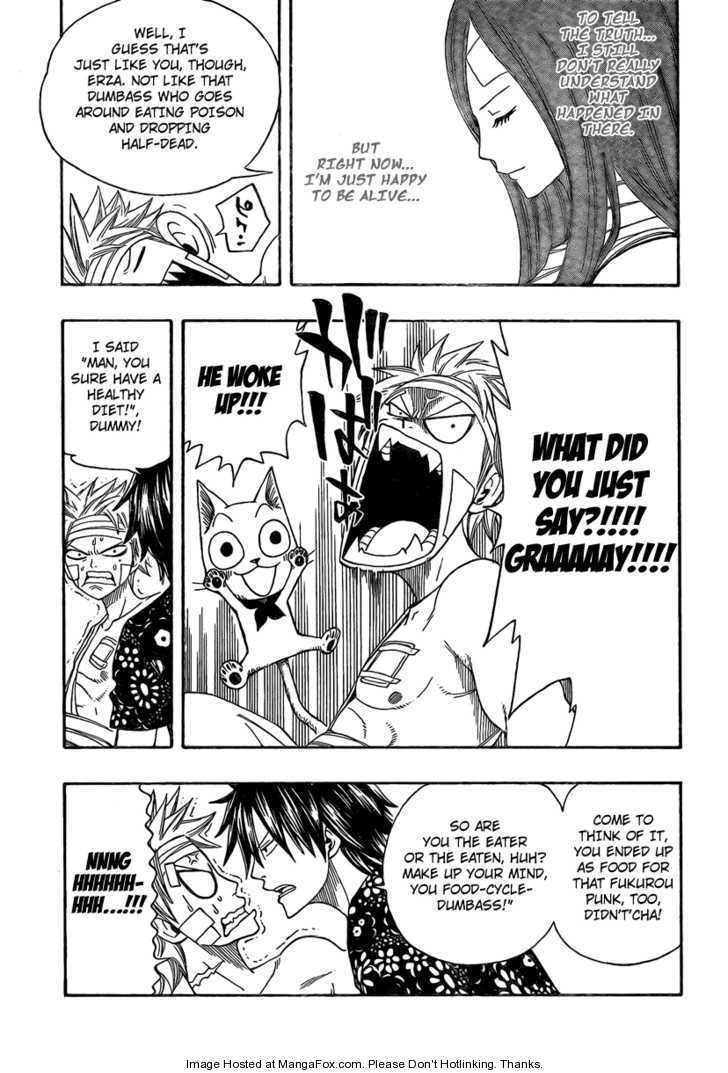 TO TELL
THE TRUTH...
I STILL
DON'T REALLY
UNDERSTAND
WHAT
HAPPENED IN
THERE.
BUT
RIGHT NOW...
I'M JUST HAPPY
TO BE ALIVE...
WELL, I
GUESS THAT'S
JUST LIKE YOU, THOUGH,
ERZA. NOT LIKE THAT
DUMBASS WHO GOES
AROUND EATING POISON
AND DROPPING
HALF-DEAD.
WHAT DID
YOU JUST
SAY?!!!!
GRAAAAAY!!!!
HE WOKE
UP!!!
I SAID
"MAN, YOU
SURE HAVE A
HEALTHY
DIET!",
DUMMY!
COME TO
THINK OF IT,
YOU ENDED UP
AS FOOD FOR
THAT FUKUROU
PUNK, TOO,
DIDN'T'CHA!
SO ARE
YOU THE EATER
OR THE EATEN, HUH?
MAKE UP YOUR MIND,
YOU FOOD-CYCLE-
DUMBASS!"
NNNG
HHHHHH-
HHH...!!!
Image Hosted at MangaFox.com. Please Don't Hotlinking. Thanks.